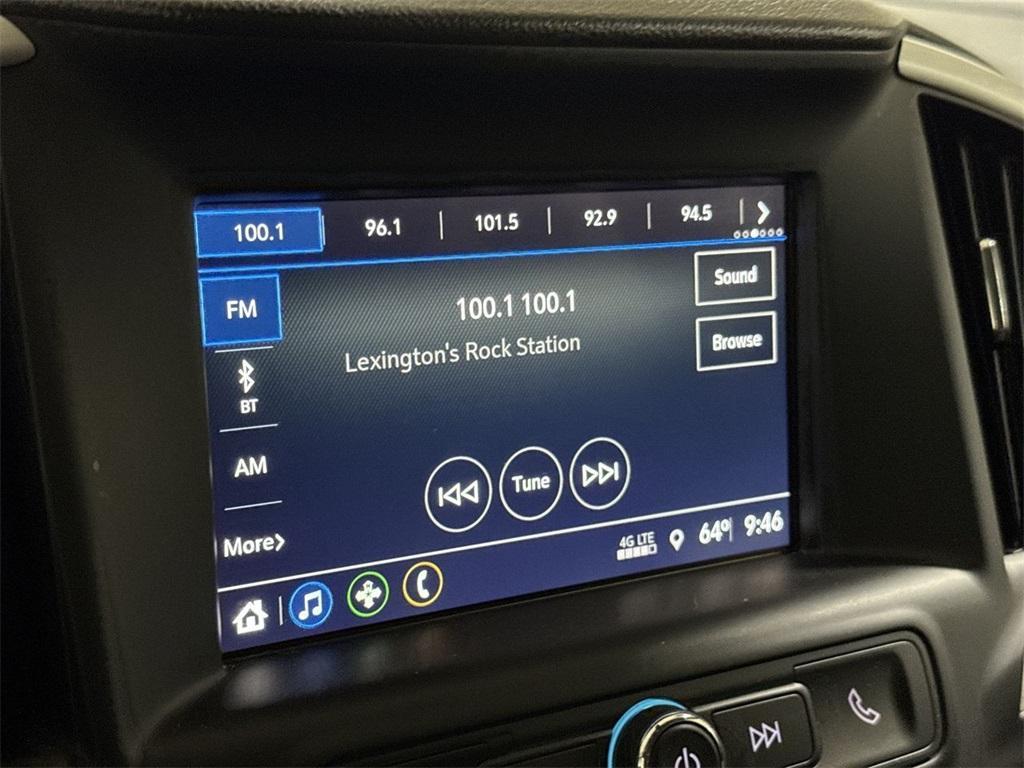 100.1 96.1 101.5 92.9 94.5
FM
100.1 100.1
Sound
Lexington's Rock Station
Browse
BT
AM
Tune
More
4G LTE 64° 9:46